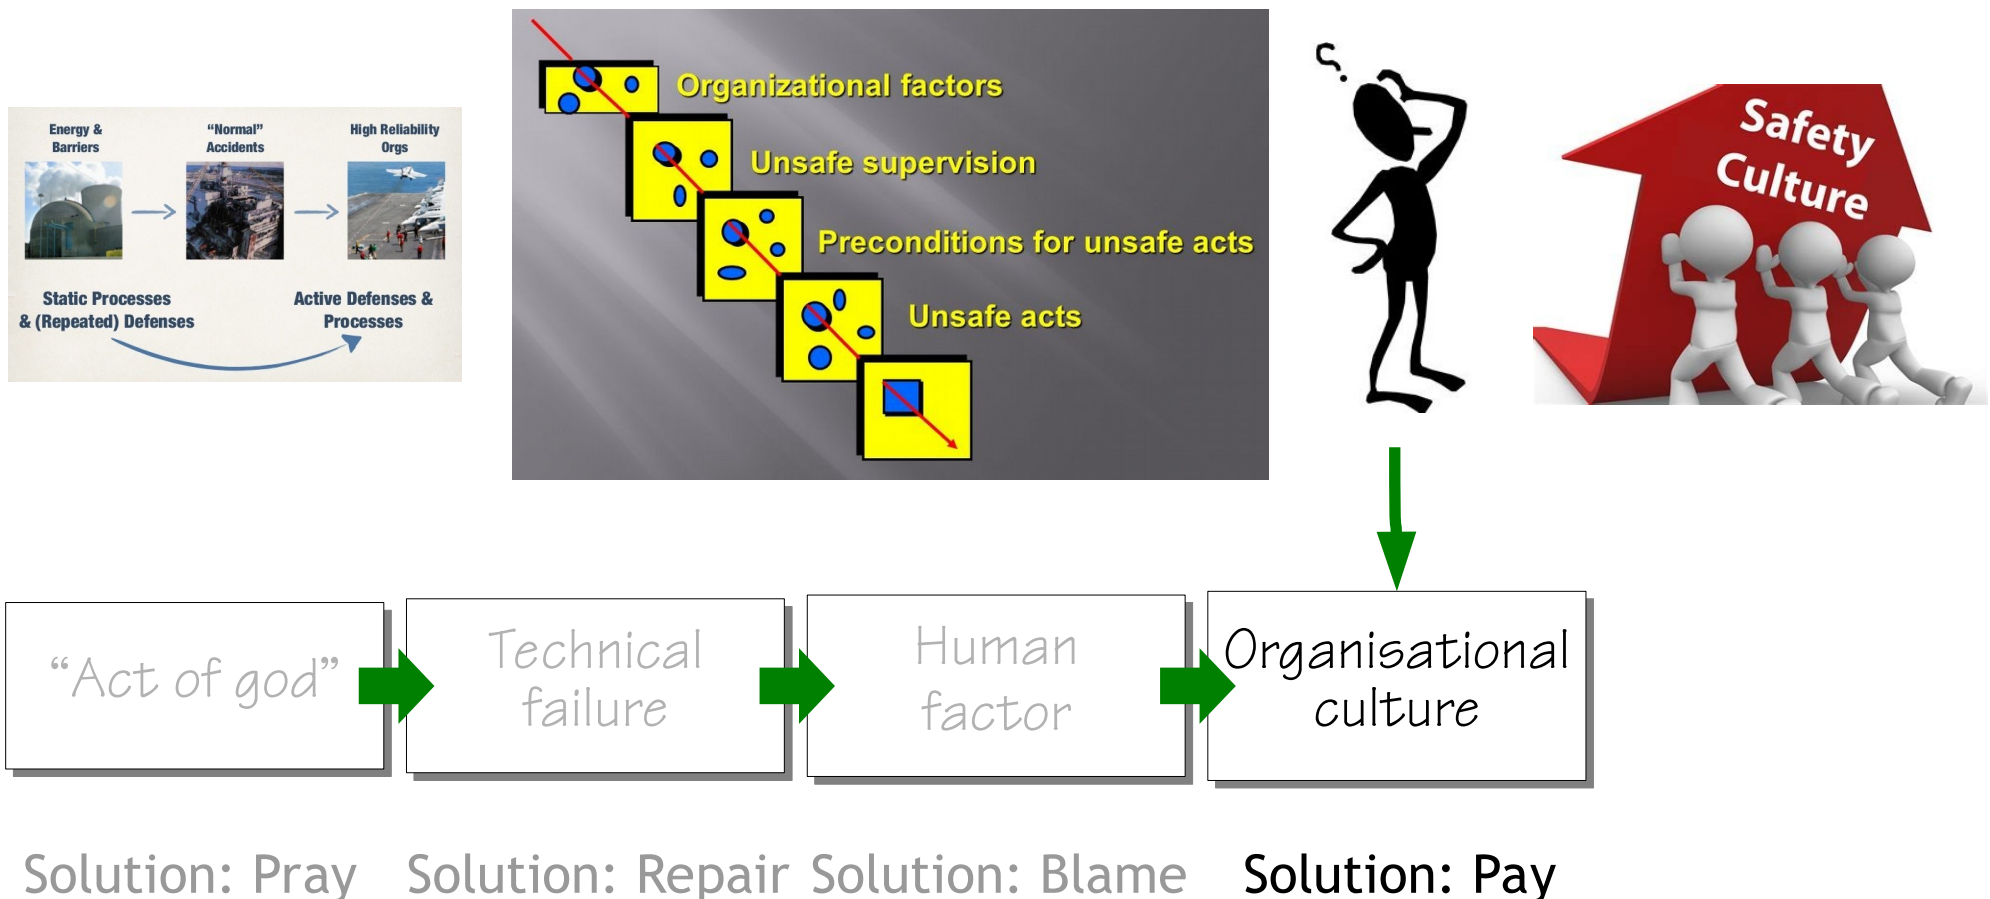 Energy &
Barriers
“Normal”
Accidents
High Reliability
Orgs
Static Processes
& (Repeated) Defenses
Active Defenses &
Processes
Organizational factors
Unsafe supervision
Preconditions for unsafe acts
Unsafe acts
?
Safety
Culture
“Act of god”
Technical
failure
Human
factor
Organisational
culture
Solution: Pray
Solution: Repair
Solution: Blame
Solution: Pay